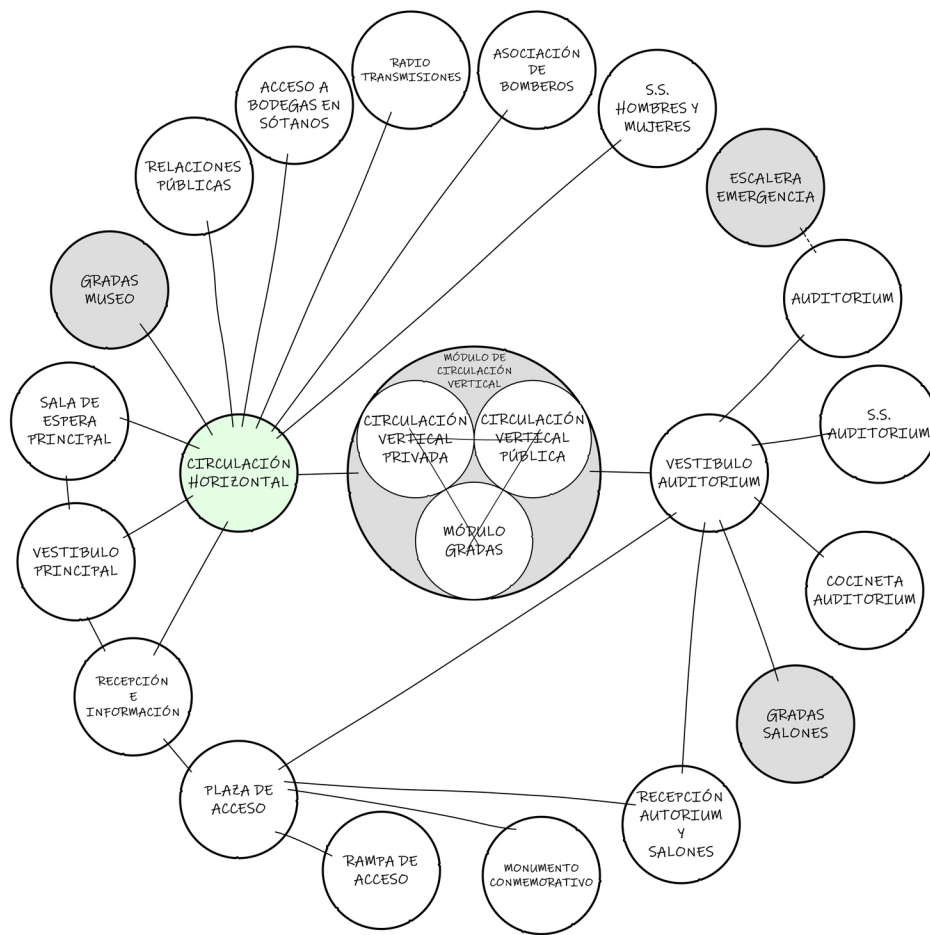 RADIO
TRANSMISIONES
ASOCIACIÓN
DE
BOMBEROS
ACCESO A
BODEGAS EN
SÓTANOS
S.S.
HOMBRES Y
MUJERES
RELACIONES
PÚBLICAS
ESCALERA
EMERGENCIA
GRADAS
MUSEO
AUDITORIUM
MÓDULO DE
CIRCULACIÓN
VERTICAL
SALA DE
ESPERA
PRINCIPAL
CIRCULACIÓN
VERTICAL
PRIVADA
CIRCULACIÓN
VERTÍCAL
PÚBLICA
S.S.
AUDITORIUM
CIRCULACIÓN
HORIZONTAL
VESTIBULO
AUDITORIUM
MÓDULO
GRADAS
VESTIBULO
PRINCIPAL
COCINETA
AUDITORIUM
RECEPCIÓN
E
INFORMACIÓN
GRADAS
SALONES
PLAZA DE
ACCESO
RECEPCIÓN
AUTORIUM
Y
SALONES
RAMPA DE
ACCESO
MONUMENTO
CONMEMORATIVO